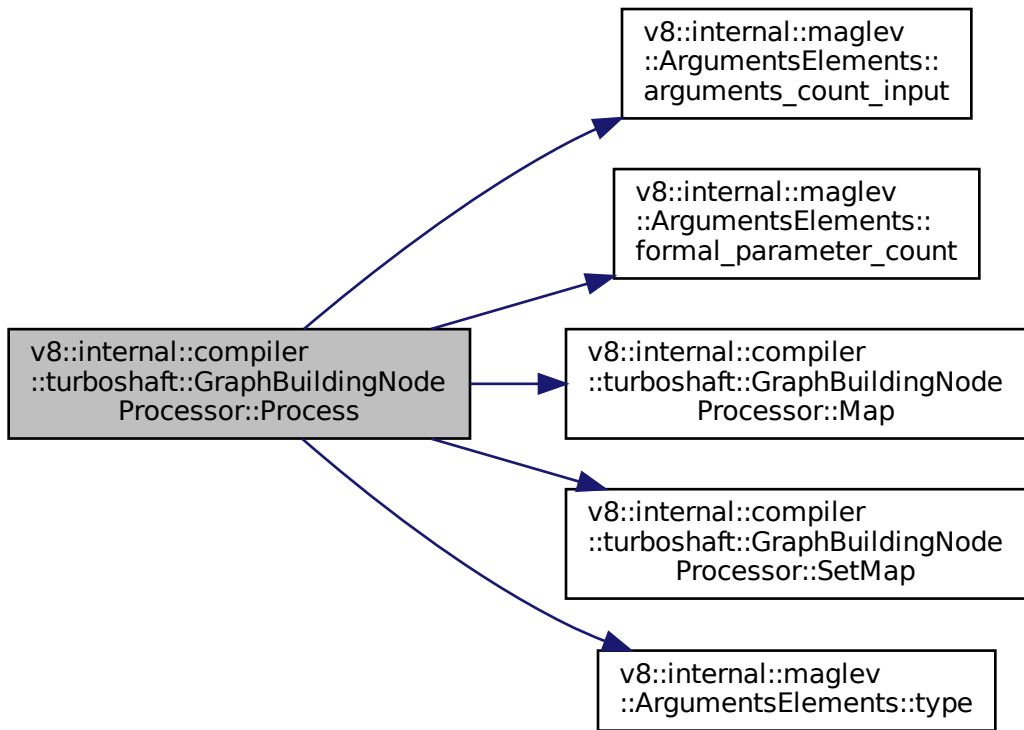 v8::internal::maglev
::ArgumentsElements::
arguments_count_input
v8::internal::maglev
::ArgumentsElements::
formal_parameter_count
v8::internal::compiler
::turboshaft::GraphBuildingNode
Processor::Process
v8::internal::compiler
::turboshaft::GraphBuildingNode
Processor::Map
v8::internal::compiler
::turboshaft::GraphBuildingNode
Processor::SetMap
v8::internal::maglev
::ArgumentsElements::type